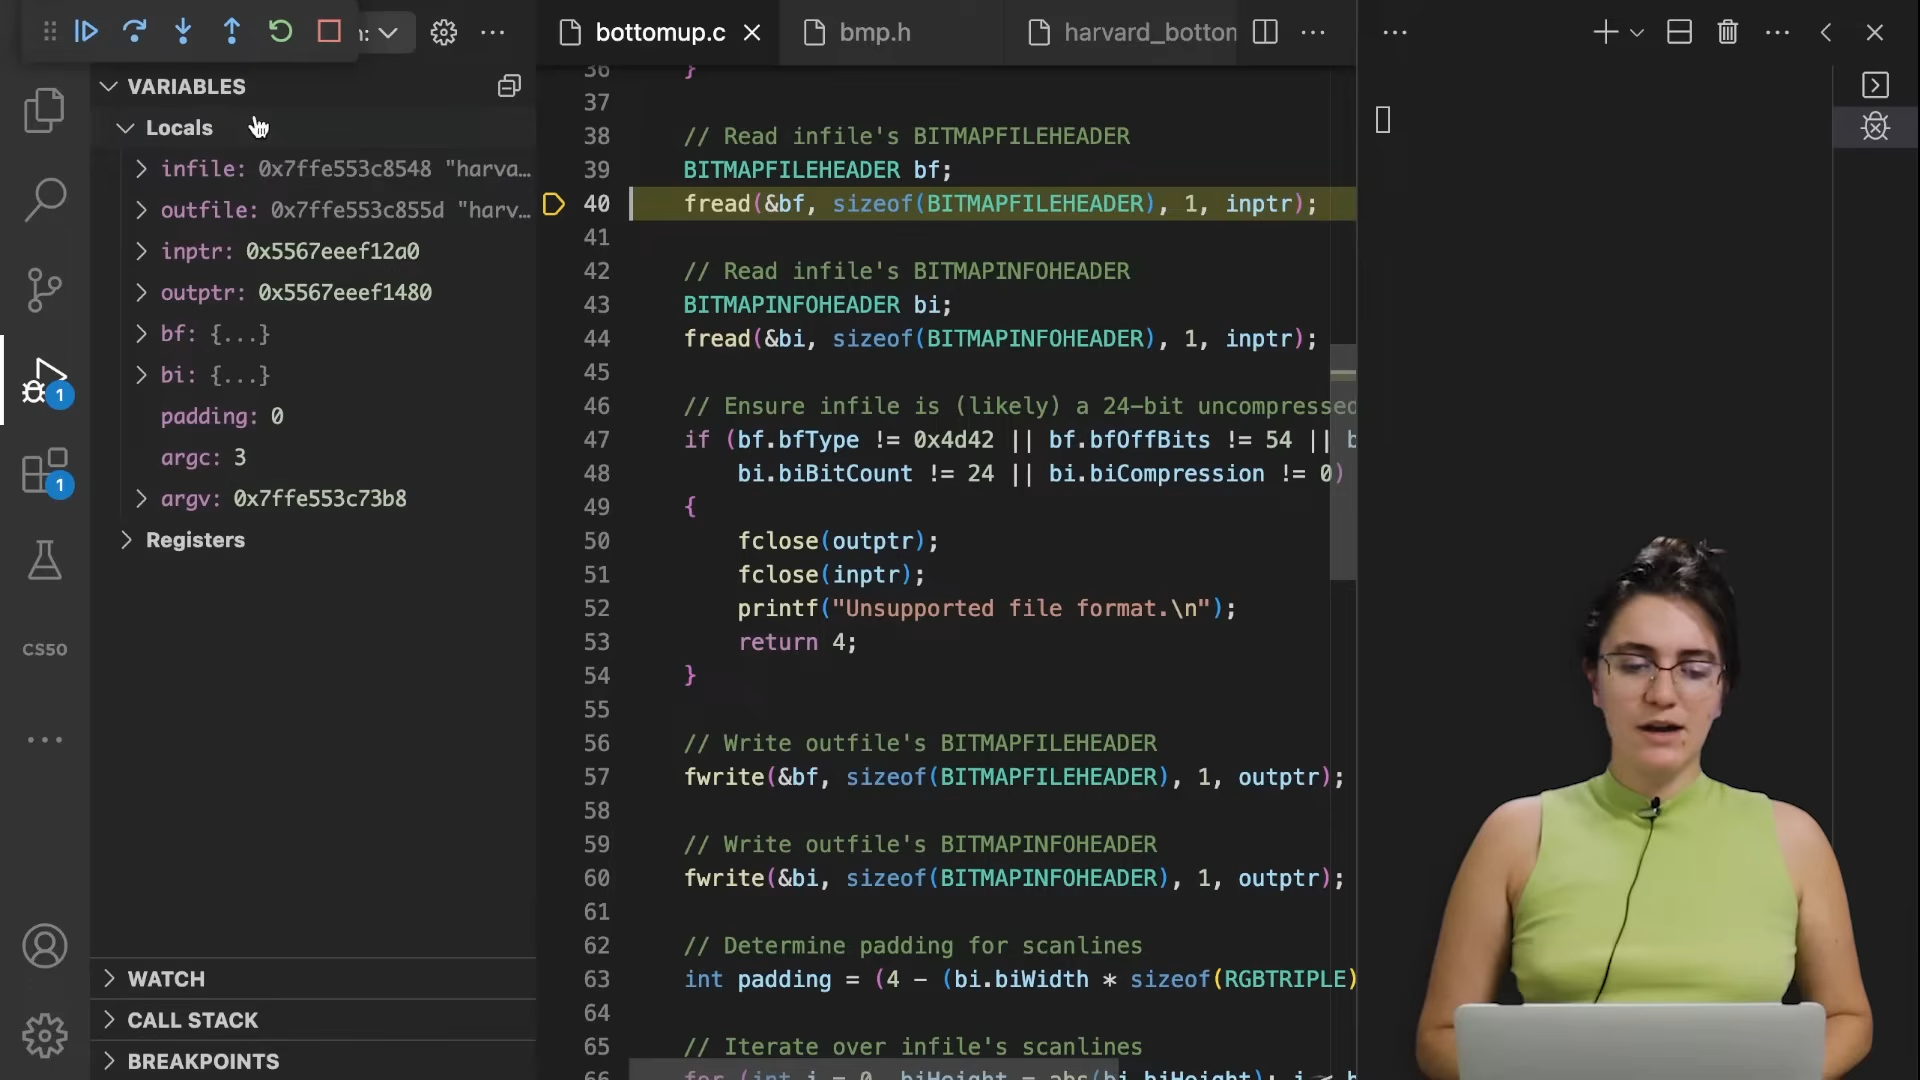 n:
bottomup.c
bmp.h
harvard_botton
VARIABLES
Locals
infile: 0x7ffe553c8548 "harva...
outfile: 0x7ffe553c855d "harv...
inptr: 0x5567eeef12a0
outptr: 0x5567eeef1480
bf: {...}
bi: {...}
padding: 0
argc: 3
argv: 0x7ffe553c73b8
Registers
1
1
CS50
WATCH
CALL STACK
BREAKPOINTS
36 }
37
38 // Read infile's BITMAPFILEHEADER
39 BITMAPFILEHEADER bf;
40 fread(&bf, sizeof(BITMAPFILEHEADER), 1, inptr);
41
42 // Read infile's BITMAPINFOHEADER
43 BITMAPINFOHEADER bi;
44 fread(&bi, sizeof(BITMAPINFOHEADER), 1, inptr);
45
46 // Ensure infile is (likely) a 24-bit uncompressed
47 if (bf.bfType != 0x4d42 || bf.bfOffBits != 54 || b
48 bi.biBitCount != 24 || bi.biCompression != 0)
49 {
50 fclose(outptr);
51 fclose(inptr);
52 printf("Unsupported file format.\n");
53 return 4;
54 }
55
56 // Write outfile's BITMAPFILEHEADER
57 fwrite(&bf, sizeof(BITMAPFILEHEADER), 1, outptr);
58
59 // Write outfile's BITMAPINFOHEADER
60 fwrite(&bi, sizeof(BITMAPINFOHEADER), 1, outptr);
61
62 // Determine padding for scanlines
63 int padding = (4 - (bi.biWidth * sizeof(RGBTRIPLE)
64
65 // Iterate over infile's scanlines
66 for (int i = 0, biHeight = abs(bi.biHeight); i < b